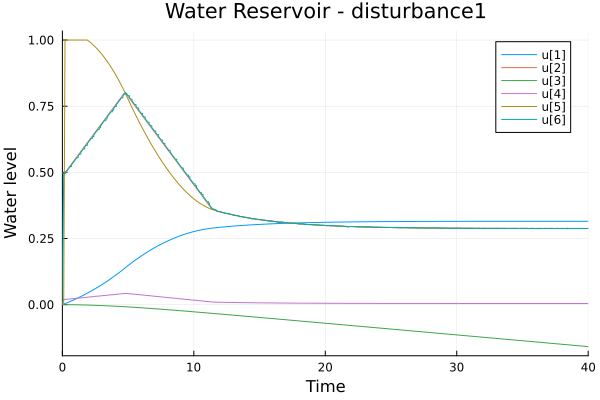 Water Reservoir - disturbance1
1.00
0.75
0.50
0.25
0.00
Water level
0
10
20
30
40
Time
u[1]
u[2]
u[3]
u[4]
u[5]
u[6]